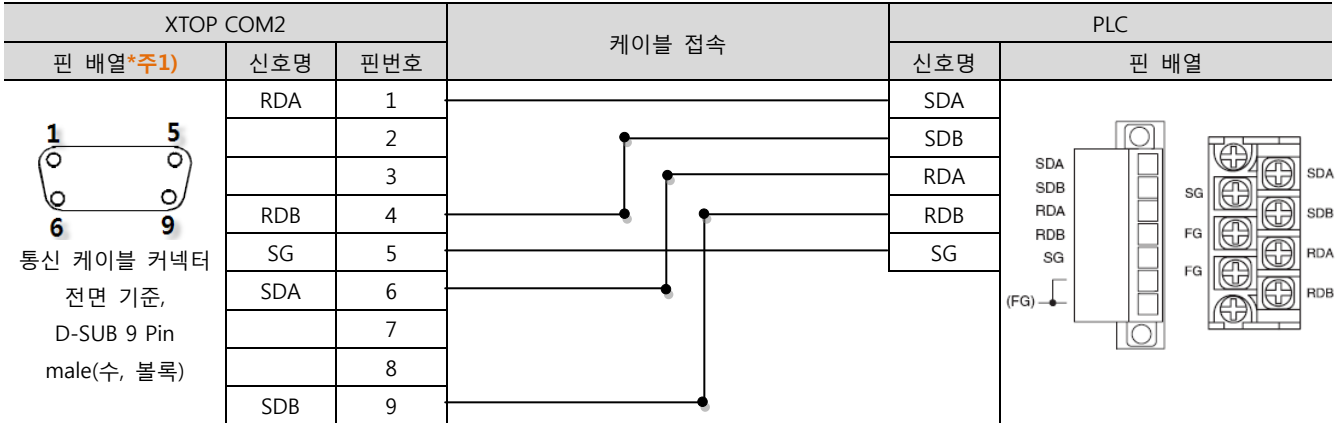 XTOP COM2 케이블 접속 PLC
핀 배열*주1) 신호명 핀번호 신호명 핀 배열
RDA 1 SDA
2 SDB
3 RDA
RDB 4 RDB
SG 5 SG
SDA 6
7
8
SDB 9
1 5
6 9
통신 케이블 커넥터
전면 기준,
D-SUB 9 Pin
male(수, 볼록)
SDA
SDB
RDA
RDB
SG
(FG)
SG
FG
FG
SDA
SDB
RDA
RDB